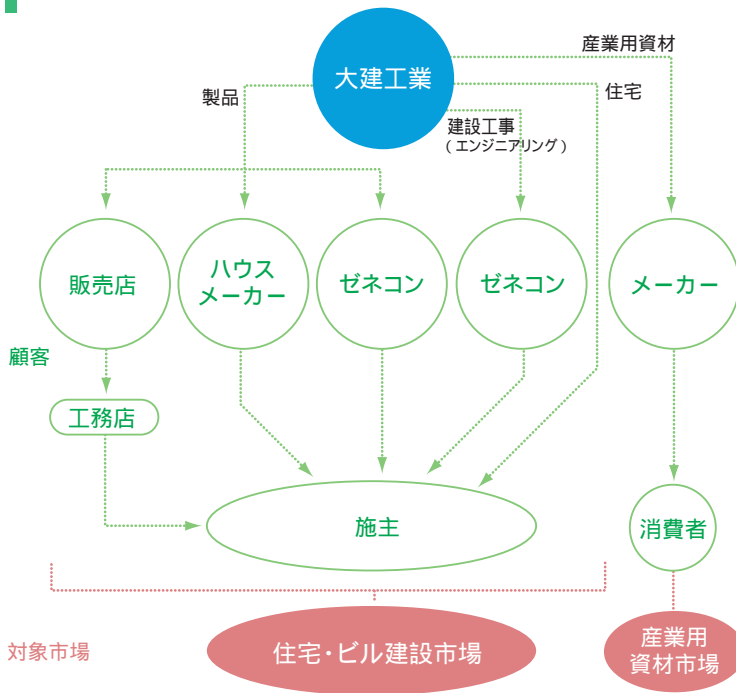 産業用資材
大建工業
住宅
製品
建設工事
(エンジニアリング)
販売店
ハウス
メーカー
ゼネコン
ゼネコン
メーカー
顧客
工務店
施主
消費者
対象市場
住宅・ビル建設市場
産業用
資材市場